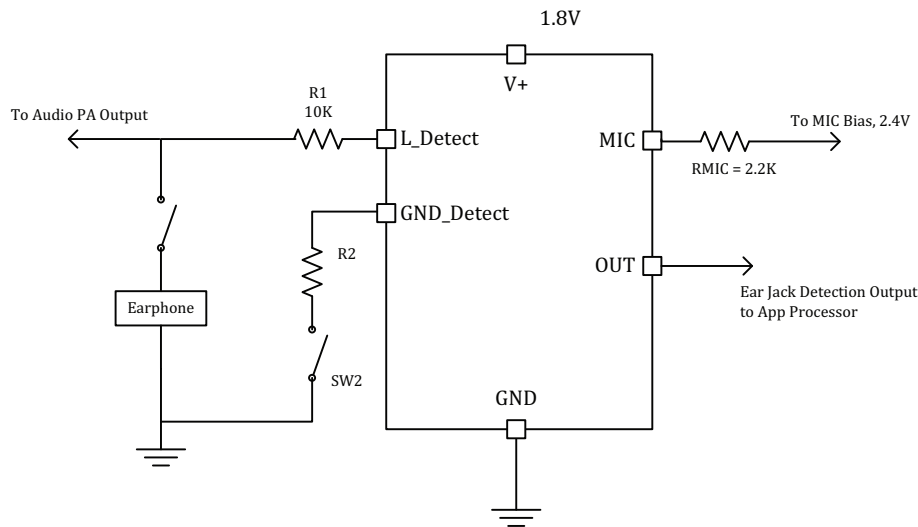 1.8V
V+
R1
10K
To Audio PA Output
L_Detect
MIC
To MIC Bias, 2.4V
RMIC = 2.2K
GND_Detect
R2
OUT
Ear Jack Detection Output
to App Processor
Earphone
SW2
GND